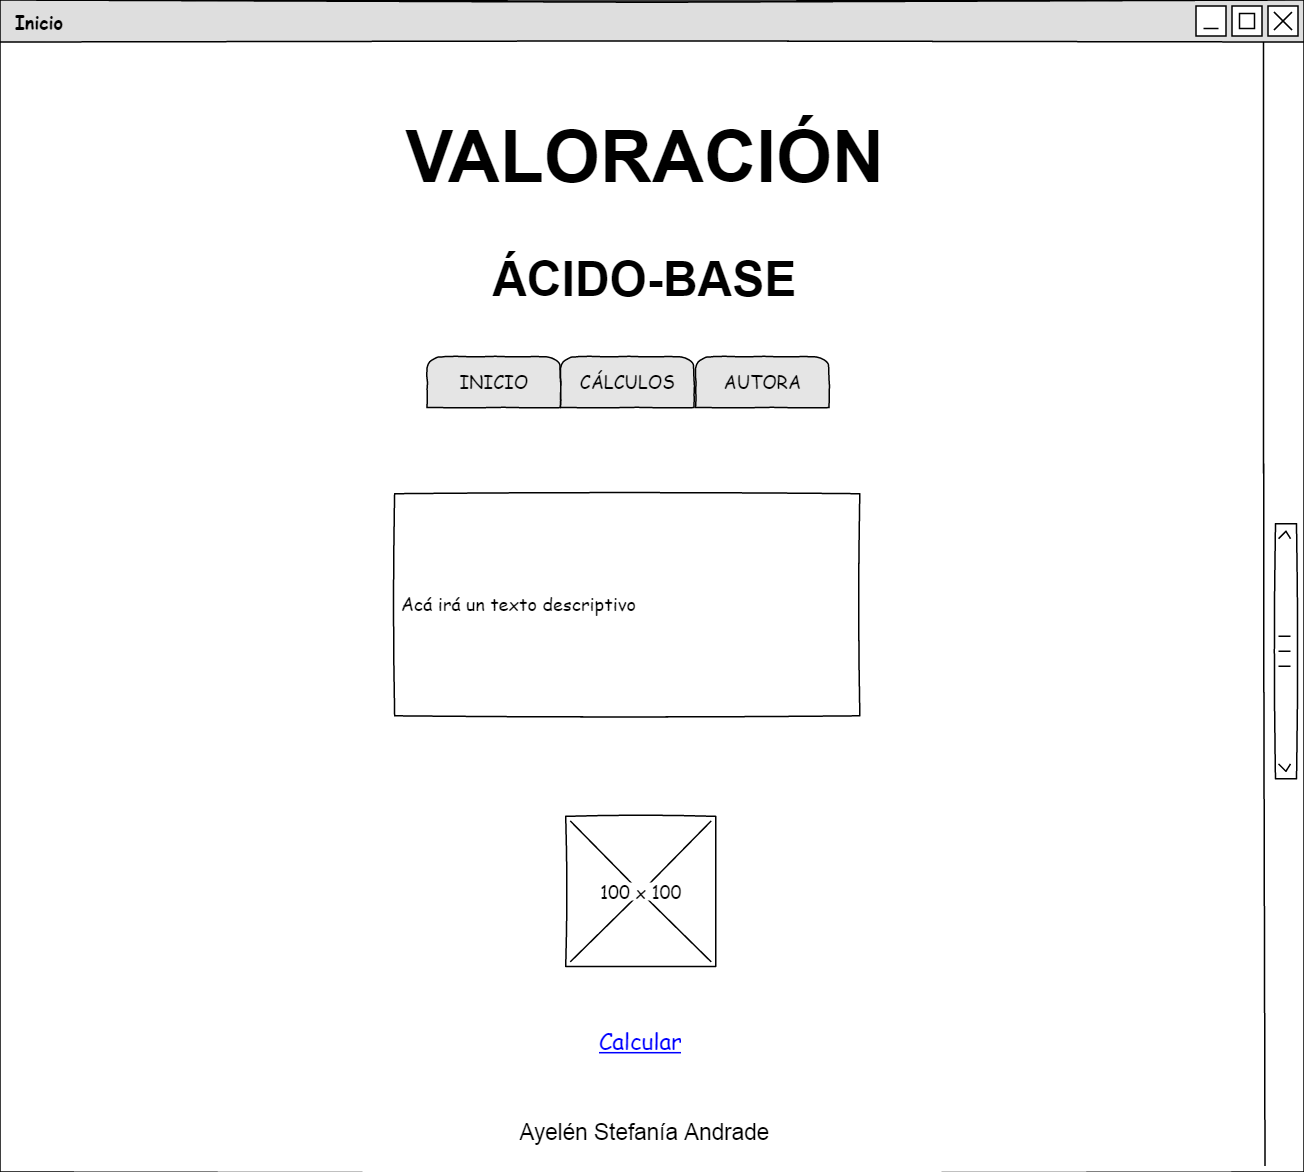 Inicio
VALORACIÓN
ÁCIDO-BASE
INICIO
CÁLCULOS
AUTORA
Acá irá un texto descriptivo
100 x 100
Calcular
Ayelén Stefanía Andrade